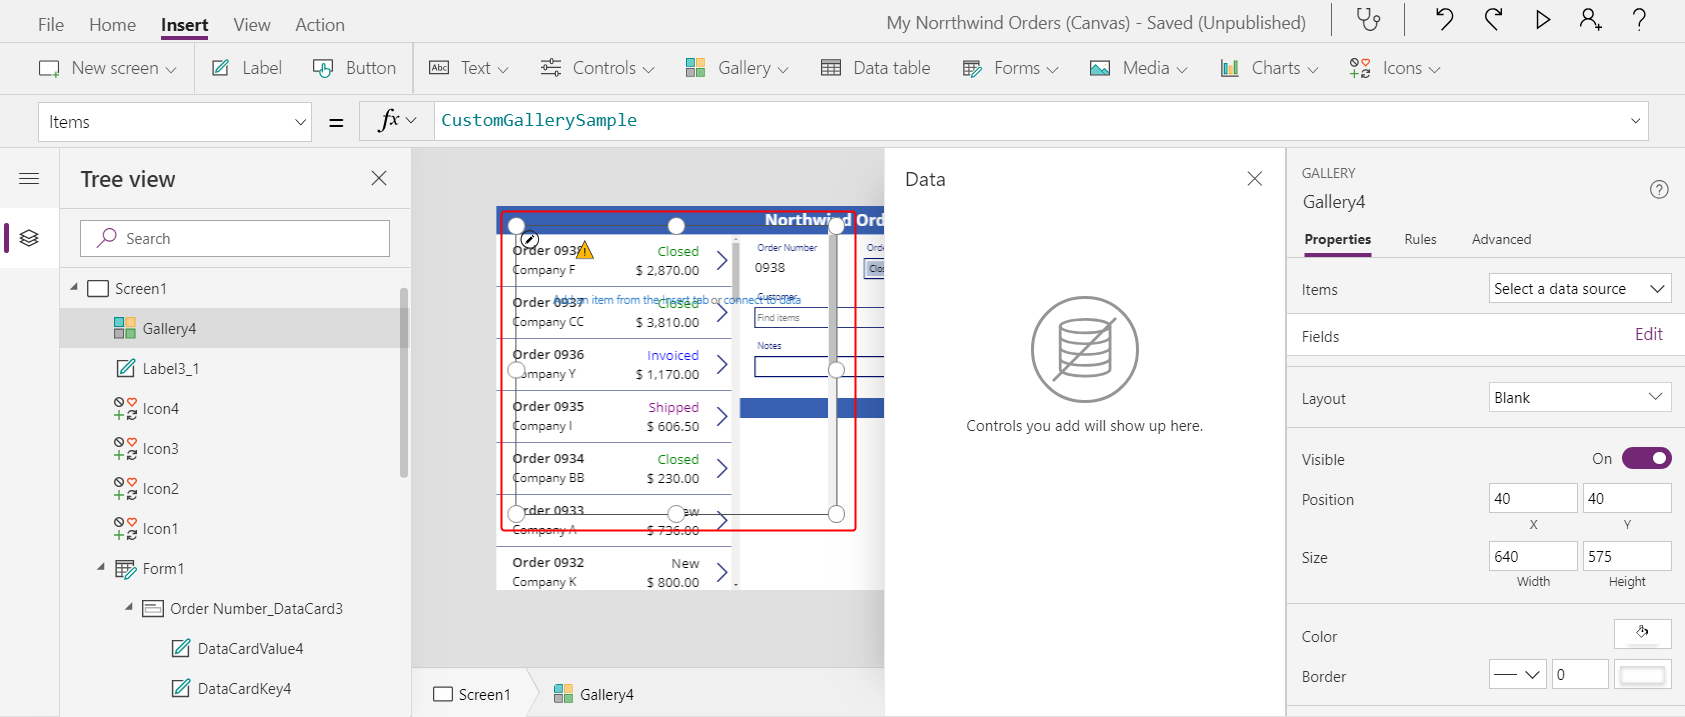 File Home Insert View Action My Norrthwind Orders (Canvas) - Saved (Unpublished) ?
New screen Label Button Abc Text Controls Gallery Data table Forms Media Charts Icons
Items = fx CustomGallerySample
Tree view
Search
Screen1
Gallery4
Label3_1
Icon4
Icon3
Icon2
Icon1
Form1
Order Number_DataCard3
DataCardValue4
DataCardKey4
Northwind Ord
Order 0938 Closed
Company F $ 2,870.00
Order 0937 Closed
Company CC $ 3,810.00
Add an item from the insert tab or connect to data
Order 0936 Invoiced
Company Y $ 1,170.00
Order 0935 Shipped
Company I $ 606.50
Order 0934 Closed
Company BB $ 230.00
Order 0933 New
Company A $ 736.00
Order 0932 New
Company K $ 800.00
Order Number Orde
0938 Clos
Customer
Find items
Notes
Screen1 Gallery4
Data
Controls you add will show up here.
GALLERY
Gallery4
?
Properties Rules Advanced
Items Select a data source
Fields Edit
Layout Blank
Visible On
Position 40 40
X Y
Size 640 575
Width Height
Color
Border 0